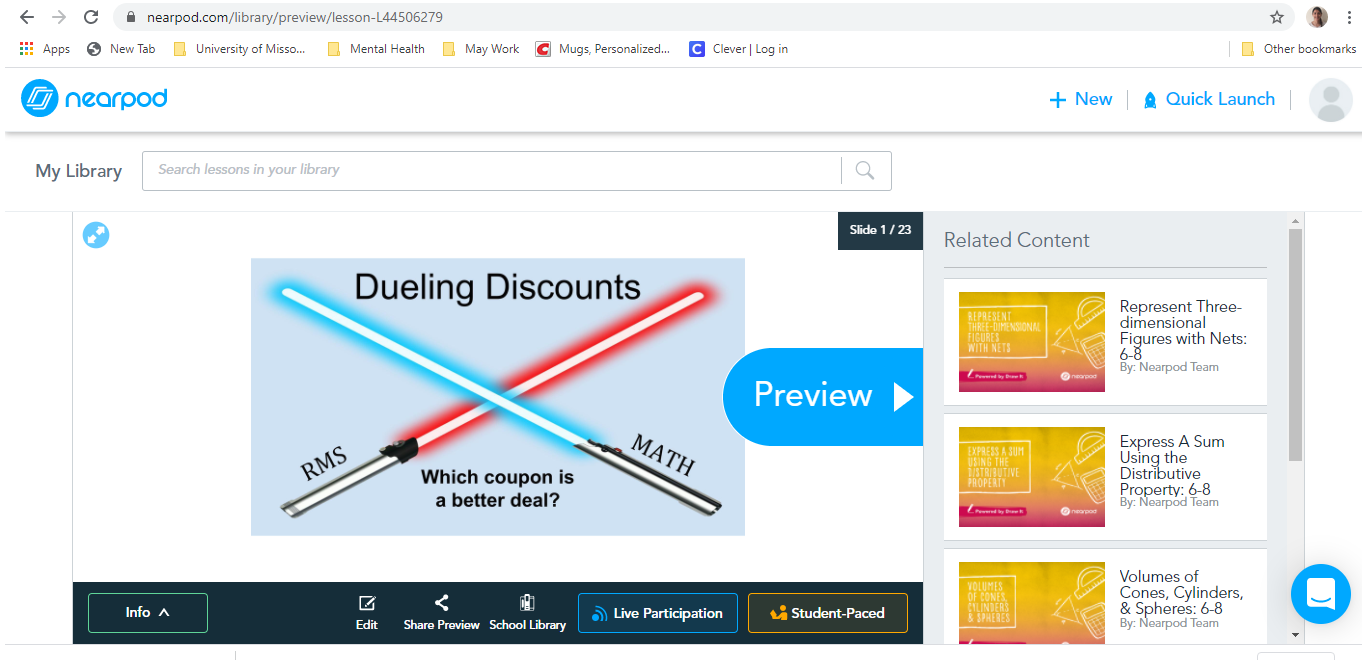 nearpod.com/library/preview/lesson-L44506279
Apps New Tab University of Misso... Mental Health May Work Mugs, Personalized... Clever | Log in Other bookmarks
nearpod
+ New Quick Launch
My Library
Search lessons in your library
Slide 1 / 23
Dueling Discounts
RMS
MATH
Which coupon is
a better deal?
Preview
Related Content
REPRESENT
THREE-DIMENSIONAL
FIGURES
WITH NETS
Powered by Draw It
nearpod
Represent Three-
dimensional
Figures with Nets:
6-8
By: Nearpod Team
EXPRESS A SUM
USING THE
DISTRIBUTIVE
PROPERTY
Powered by Draw It
nearpod
Express A Sum
Using the
Distributive
Property: 6-8
By: Nearpod Team
VOLUMES OF
CONES, CYLINDERS
& SPHERES
Powered by Draw It
nearpod
Volumes of
Cones, Cylinders,
& Spheres: 6-8
By: Nearpod Team
Info
Edit
Share Preview
School Library
Live Participation
Student-Paced